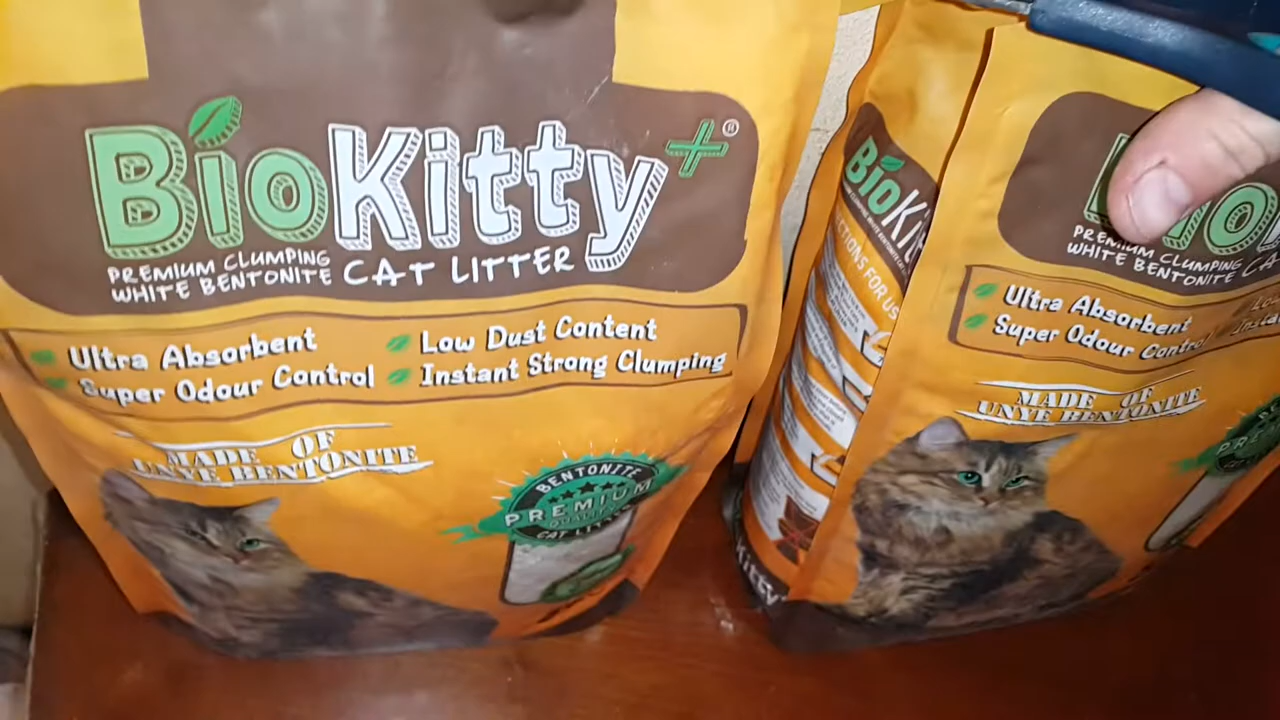 BioKitty+®
PREMIUM CLUMPING
WHITE BENTONITE CAT LITTER
Ultra Absorbent
Super Odour Control
Low Dust Content
Instant Strong Clumping
MADE OF
UNYE BENTONITE
BENTONITE
PREMIUM
QUALITY
CAT LITTER
BioKi
PREMIUM CLUMPING
WHITE BENTONITE CA
Ultra Absorbent
Super Odour Control
MADE OF
UNYE BENTONITE